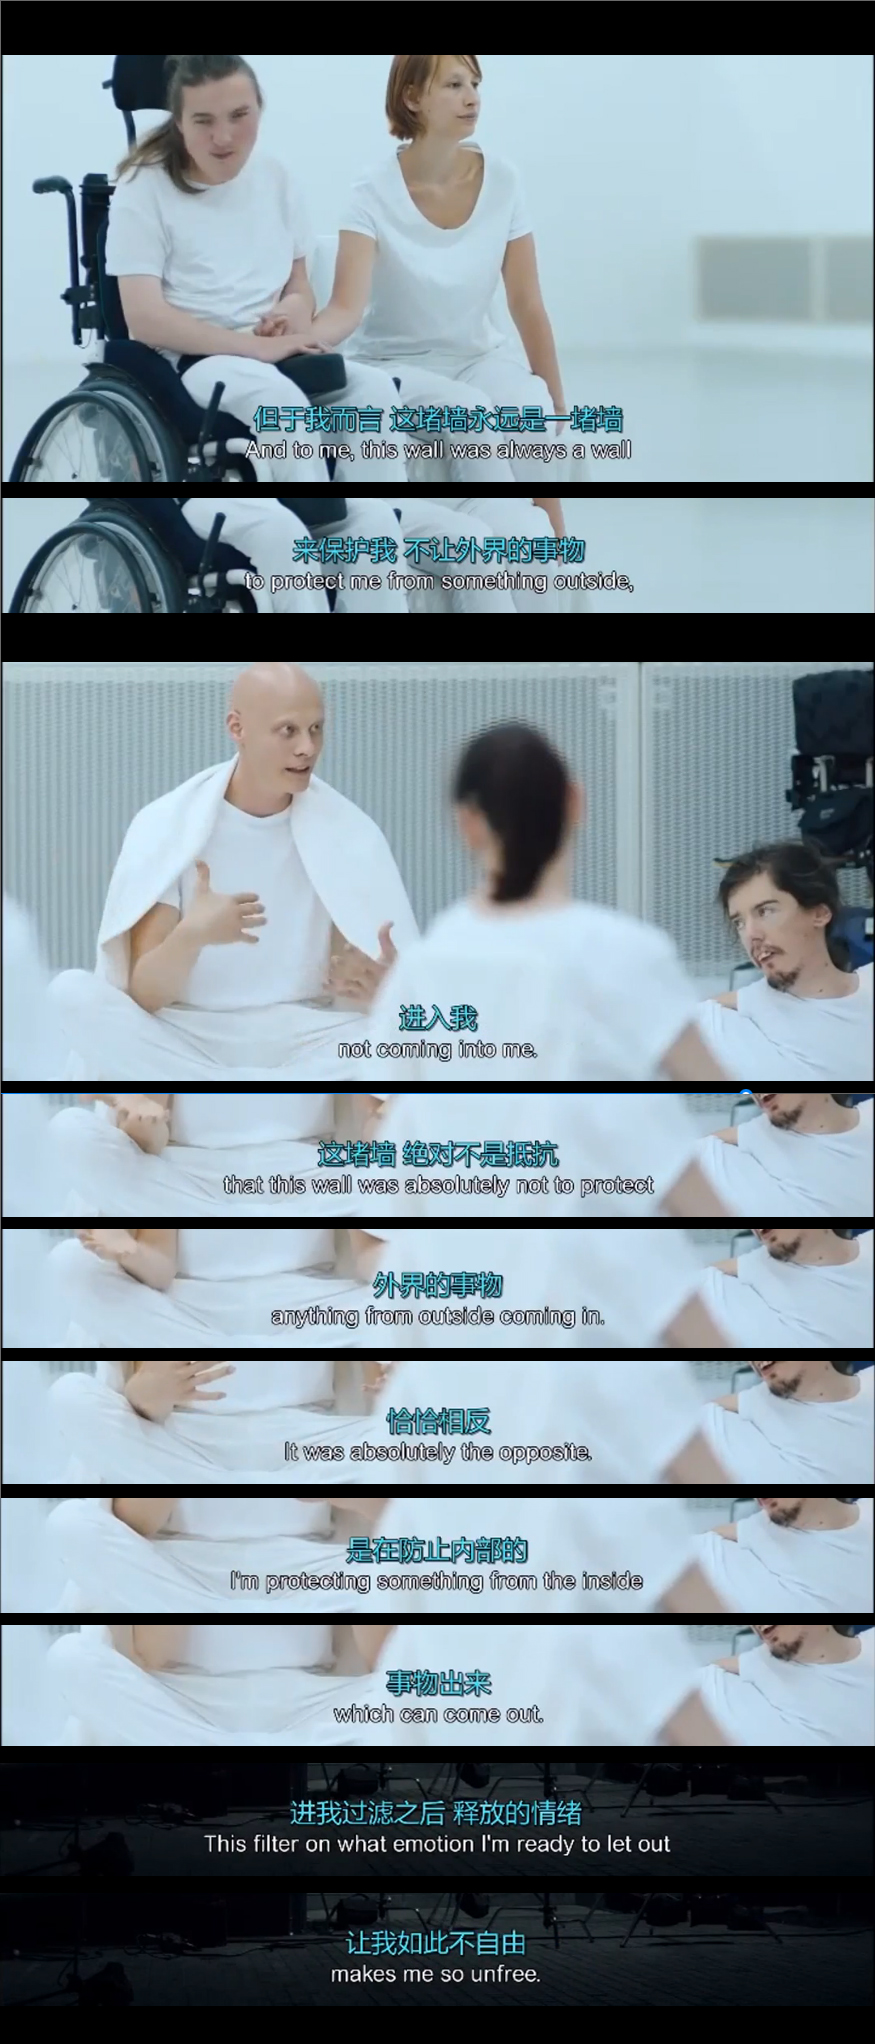 但于我而言 这堵墙永远是一堵墙
And to me, this wall was always a wall
来保护我 不让外界的事物
to protect me from something outside,
进入我
not coming into me.
这堵墙 绝对不是抵抗
that this wall was absolutely not to protect
外界的事物
anything from outside coming in.
恰恰相反
It was absolutely the opposite.
是在防止内部的
I'm protecting something from the inside
事物出来
which can come out.
进我过滤之后 释放的情绪
This filter on what emotion I'm ready to let out
让我如此不自由
makes me so unfree.